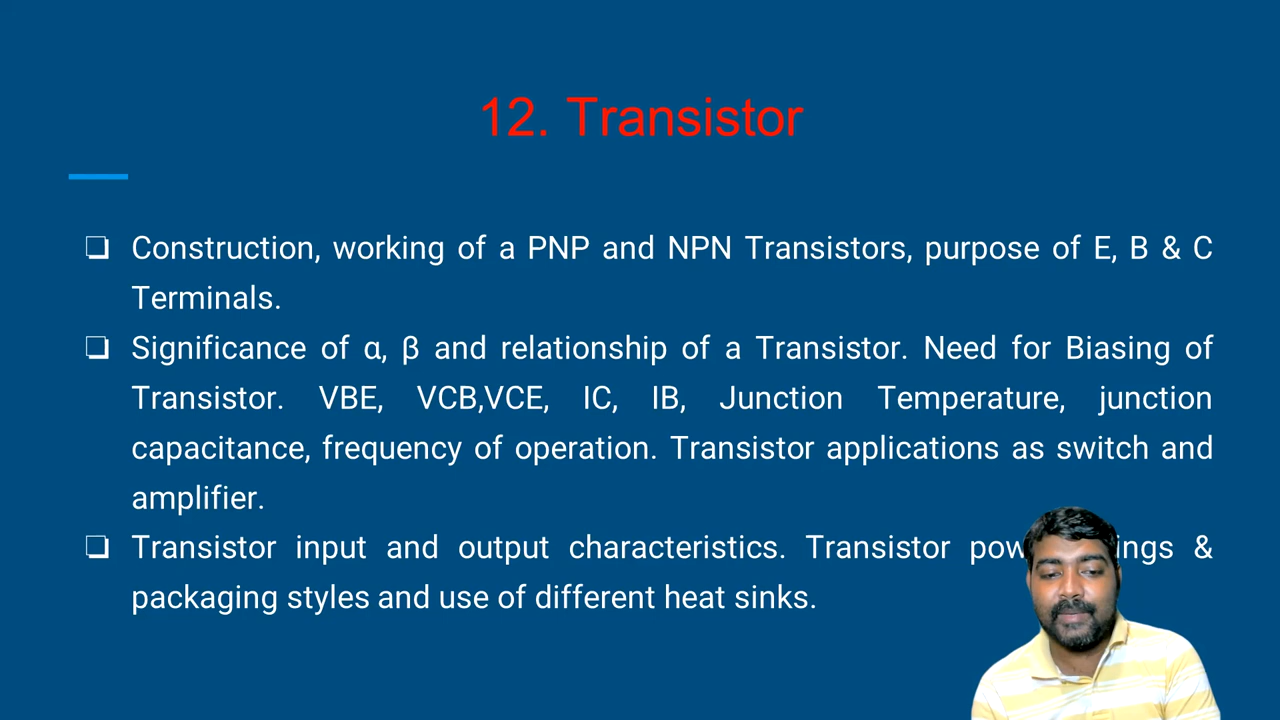 12. Transistor
❏ Construction, working of a PNP and NPN Transistors, purpose of E, B & C
Terminals.
❏ Significance of α, β and relationship of a Transistor. Need for Biasing of
Transistor. VBE, VCB,VCE, IC, IB, Junction Temperature, junction
capacitance, frequency of operation. Transistor applications as switch and
amplifier.
❏ Transistor input and output characteristics. Transistor &
packaging styles and use of different heat sinks.